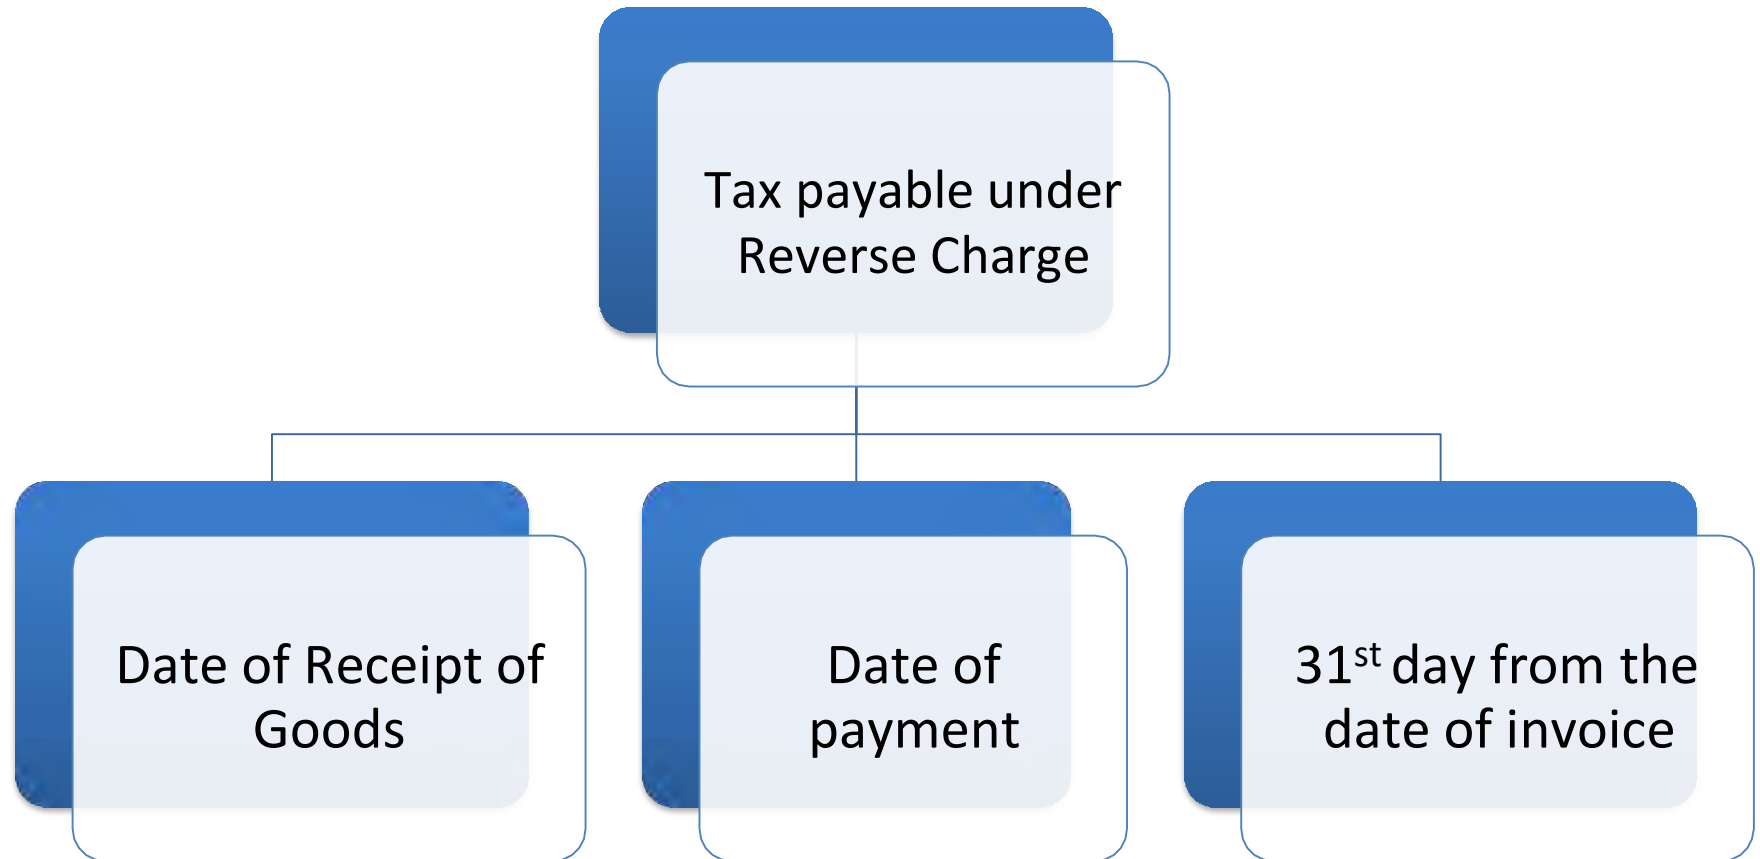 Tax payable under
Reverse Charge
Date of Receipt of
Goods
Date of
payment
31st day from the
date of invoice